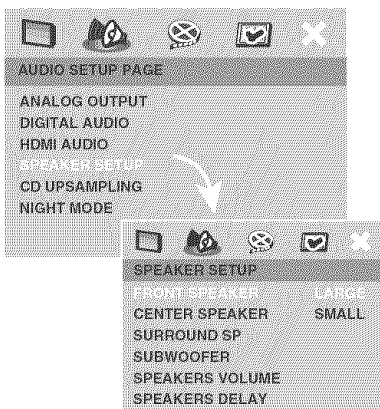 AUDIO SETUP PAGE
ANALOG OUTPUT
DIGITAL AUDIO
HDMI AUDIO
SPEAKER SETUP
CD UPSAMPLING
NIGHT MODE
SPEAKER SETUP
FRONT SPEAKER LARGE
CENTER SPEAKER SMALL
SURROUND SP
SUBWOOFER
SPEAKERS VOLUME
SPEAKERS DELAY